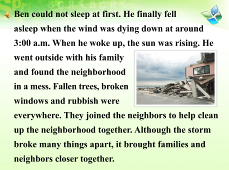 Ben could not sleep at first. He finally fell
asleep when the wind was dying down at around
3:00 a.m. When he woke up, the sun was rising. He
went outside with his family
and found the neighborhood
in a mess. Fallen trees, broken
windows and rubbish were
everywhere. They joined the neighbors to help clean
up the neighborhood together. Although the storm
broke many things apart, it brought families and
neighbors closer together.